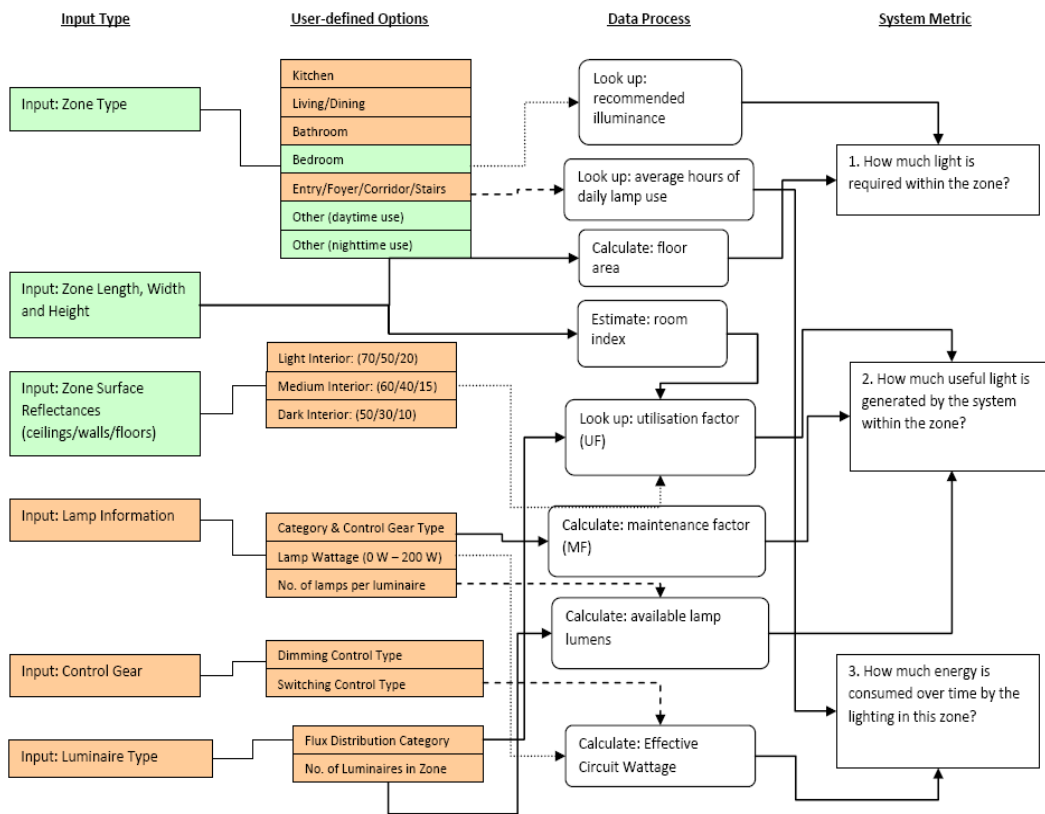 Input Type
User-defined Options
Data Process
System Metric
Input: Zone Type
Kitchen
Living/Dining
Bathroom
Bedroom
Entry/Foyer/Corridor/Stairs
Other (daytime use)
Other (nighttime use)
Look up:
recommended
illuminance
Look up: average hours of
daily lamp use
Calculate: floor
area
1. How much light is
required within the zone?
Input: Zone Length, Width
and Height
Estimate: room
index
Input: Zone Surface
Reflectances
(ceilings/walls/floors)
Light Interior: (70/50/20)
Medium Interior: (60/40/15)
Dark Interior: (50/30/10)
Look up: utilisation factor
(UF)
2. How much useful light is
generated by the system
within the zone?
Input: Lamp Information
Category & Control Gear Type
Lamp Wattage (0 W – 200 W)
No. of lamps per luminaire
Calculate: maintenance factor
(MF)
Calculate: available lamp
lumens
Input: Control Gear
Dimming Control Type
Switching Control Type
3. How much energy is
consumed over time by the
lighting in this zone?
Input: Luminaire Type
Flux Distribution Category
No. of Luminaires in Zone
Calculate: Effective
Circuit Wattage